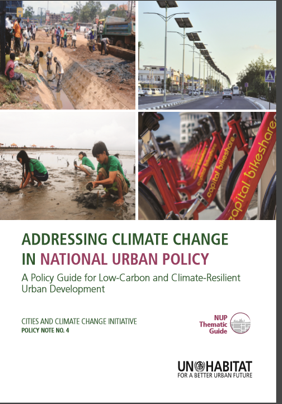 capital bikeshare
ADDRESSING CLIMATE CHANGE
IN NATIONAL URBAN POLICY
A Policy Guide for Low-Carbon and Climate-Resilient
Urban Development
CITIES AND CLIMATE CHANGE INITIATIVE
POLICY NOTE NO. 4
NUP
Thematic
Guide
UN HABITAT
FOR A BETTER URBAN FUTURE